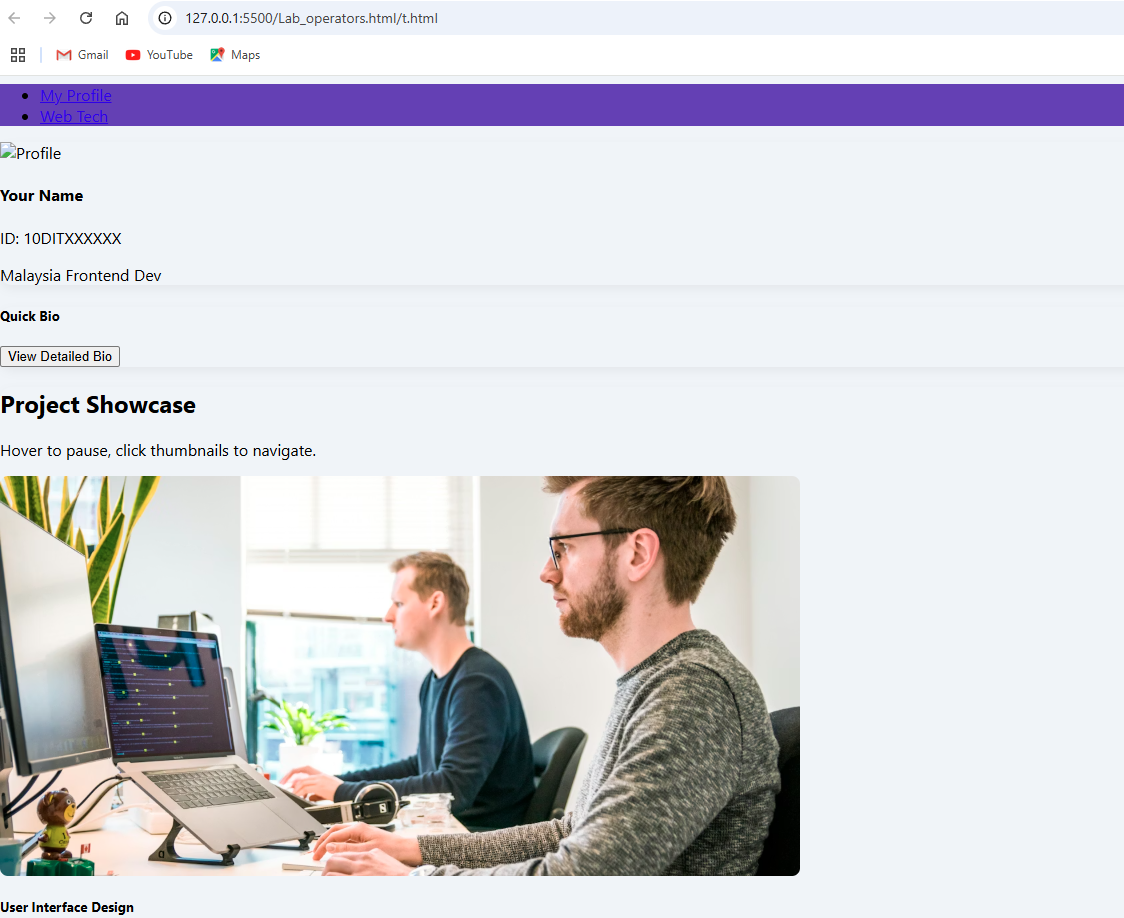 127.0.0.1:5500/Lab_operators.html/t.html
Gmail YouTube Maps
My Profile
Web Tech
Profile
Your Name
ID: 10DITXXXXXX
Malaysia Frontend Dev
Quick Bio
View Detailed Bio
Project Showcase
Hover to pause, click thumbnails to navigate.
User Interface Design